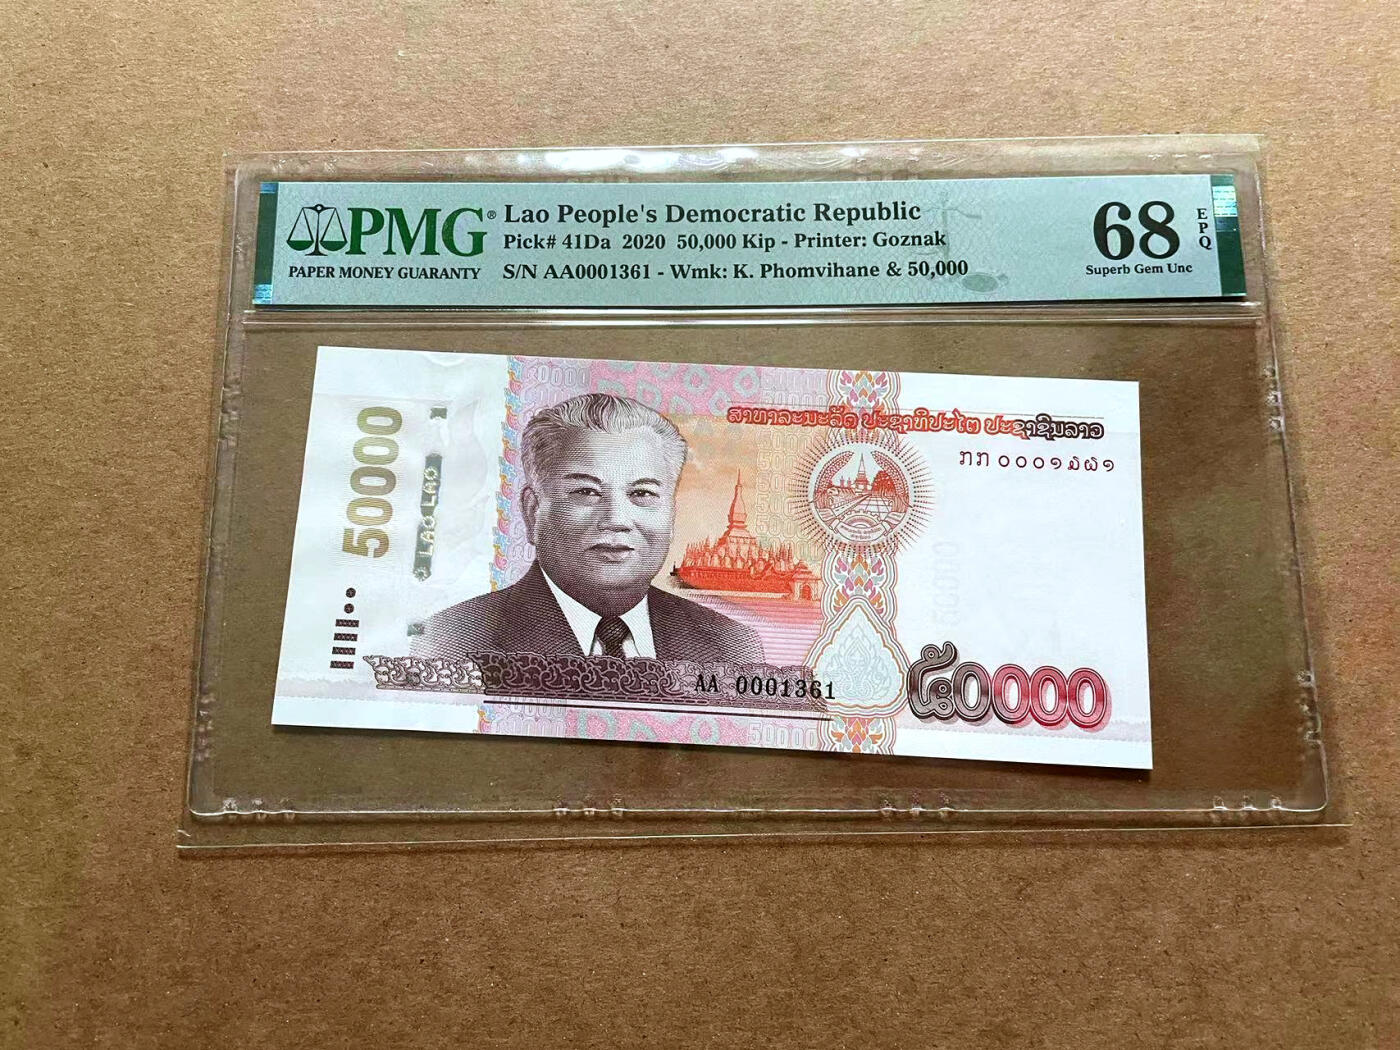 PMG®
PAPER MONEY GUARANTY
Lao People's Democratic Republic
Pick# 41Da 2020 50,000 Kip - Printer: Goznak
S/N AA0001361 - Wmk: K. Phomvihane & 50,000
68
EPQ
Superb Gem Unc
50000
LAO LAO
ສາທາລະນະລັດ ປະຊາທິປະໄຕ ປະຊາຊົນລາວ
ກກ ໐໐໐໑໓໖໑
AA 0001361
໕0000
50000